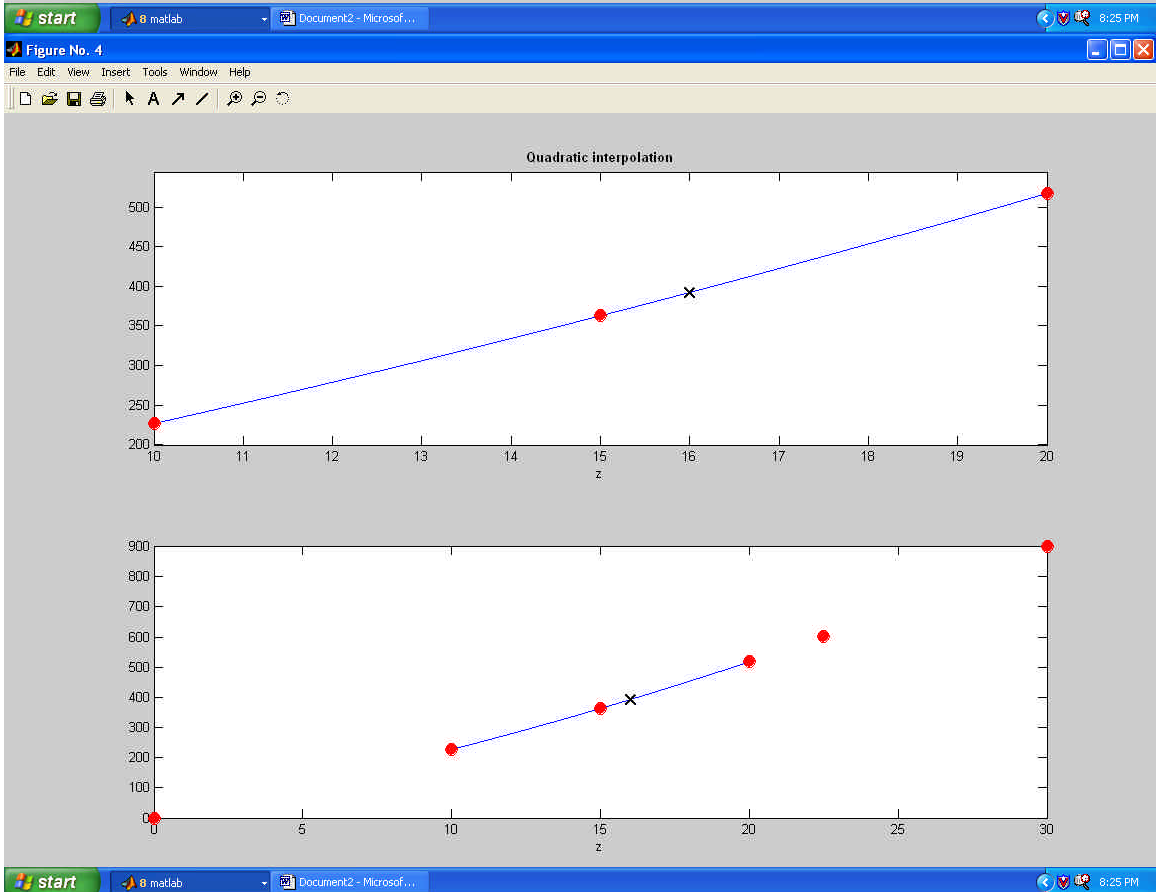 start 8 matlab Document2 - Microsof... 8:25 PM
Figure No. 4
File Edit View Insert Tools Window Help
A
Quadratic interpolation
500
450
400
350
300
250
200
10 11 12 13 14 15 16 17 18 19 20
z
900
800
700
600
500
400
300
200
100
0
0 5 10 15 20 25 30
z
start 8 matlab Document2 - Microsof... 8:25 PM